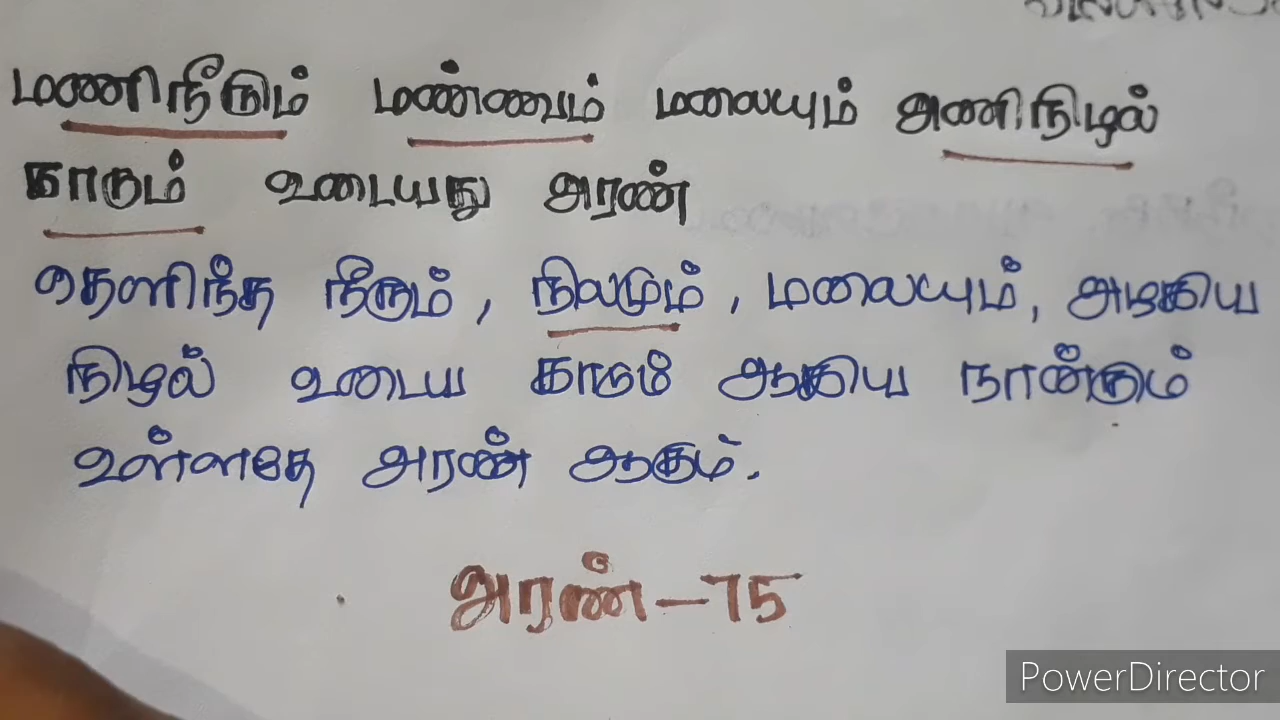 மணிநீரும் மண்ணும் மலையும் அணிநிழல்
காடும் உடையது அரண்
தெளிந்த நீரும், நிலமும், மலையும், அழகிய
நிழல் உடைய காடும் ஆகிய நான்கும்
உள்ளதே அரண் ஆகும்.
அரண் - 75
PowerDirector